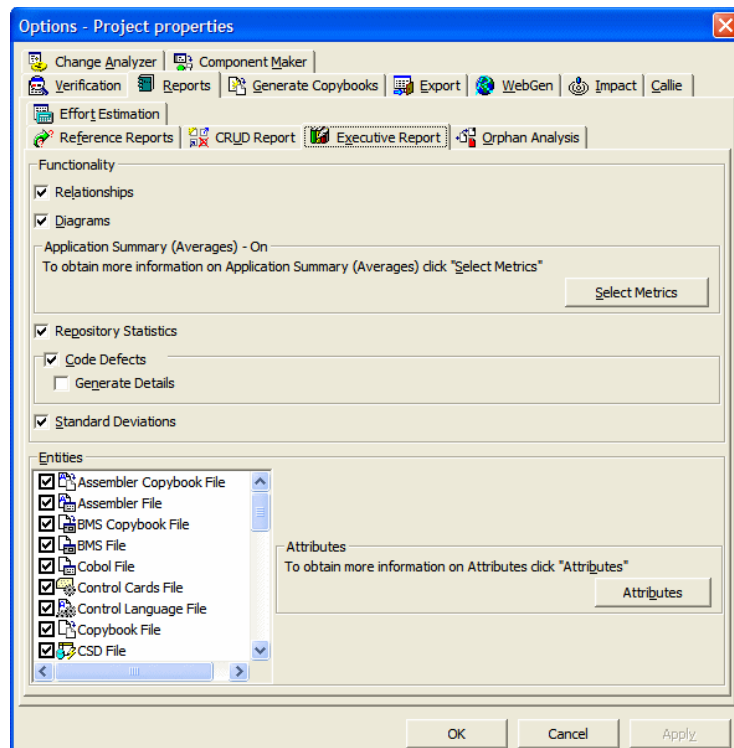 Options - Project properties
Change Analyzer Component Maker
Verification Reports Generate Copybooks Export WebGen Impact Callie
Effort Estimation
Reference Reports CRUD Report Executive Report Orphan Analysis
Functionality
Relationships
Diagrams
Application Summary (Averages) - On
To obtain more information on Application Summary (Averages) click "Select Metrics"
Select Metrics
Repository Statistics
Code Defects
Generate Details
Standard Deviations
Entities
Assembler Copybook File
Assembler File
BMS Copybook File
BMS File
Cobol File
Control Cards File
Control Language File
Copybook File
CSD File
Attributes
To obtain more information on Attributes click "Attributes"
Attributes
OK Cancel Apply